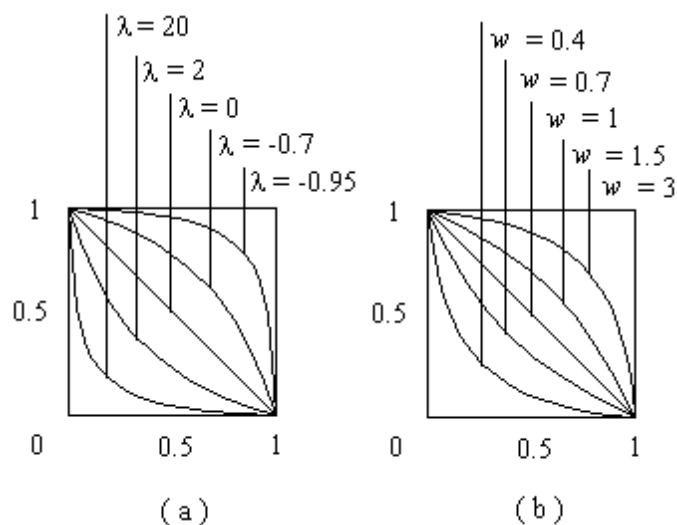 λ = 20
λ = 2
λ = 0
λ = -0.7
λ = -0.95
1
0.5
0
0.5
1
( a )
w = 0.4
w = 0.7
w = 1
w = 1.5
w = 3
1
0.5
0
0.5
1
( b )